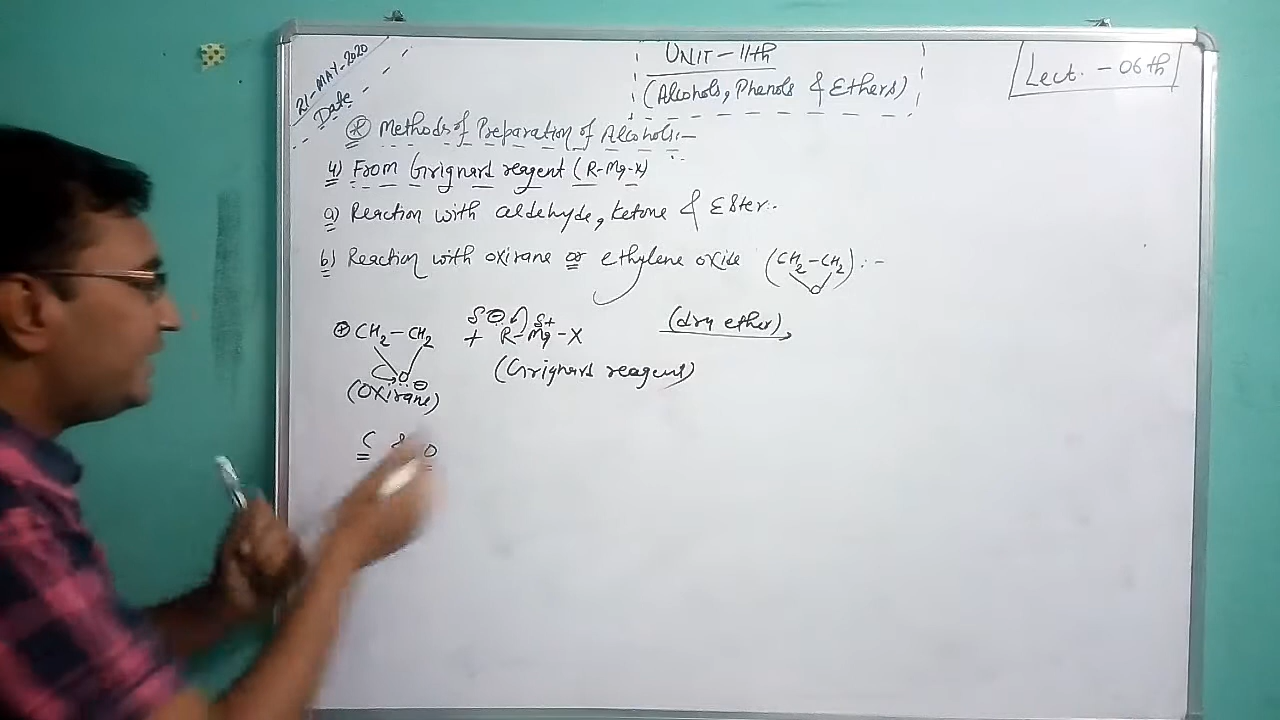 21-MAY-2020
Date
UNIT-11th
(Alcohols, Phenols & Ethers)
Lect. - 06th
* Methods of Preparation of Alcohols:-
4) From Grignard reagent (R-Mg-X)
a) Reaction with aldehyde, ketone & Ester:-
b) Reaction with oxirane or ethylene oxide (CH2-CH2):-
O
δ⊖ δ+
⊕CH2-CH2 + R-Mg-X (dry ether)
O⊖ (Grignard reagent)
(Oxirane)
C & O